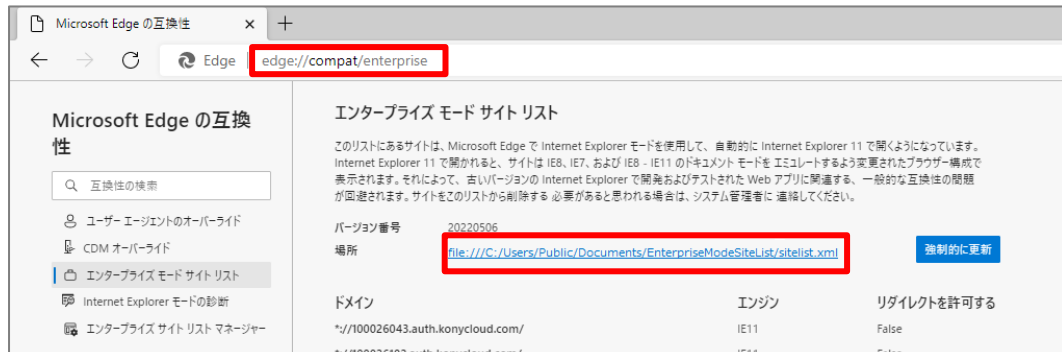 Microsoft Edge の互換性
Edge
edge://compat/enterprise
Microsoft Edge の互換
性
互換性の検索
ユーザー エージェントのオーバーライド
CDM オーバーライド
エンタープライズ モード サイト リスト
Internet Explorer モードの診断
エンタープライズ サイト リスト マネージャー
エンタープライズ モード サイト リスト
このリストにあるサイトは、Microsoft Edge で Internet Explorer モードを使用して、自動的に Internet Explorer 11 で開くようになっています。
Internet Explorer 11 で開かれると、サイトは IE8、IE7、および IE8 - IE11 のドキュメント モードを エミュレートするよう変更されたブラウザー構成で
表示されます。それによって、古いバージョンの Internet Explorer で開発およびテストされた Web アプリに関連する、一般的な互換性の問題
が回避されます。サイトをこのリストから削除する 必要があると思われる場合は、システム管理者に 連絡してください。
バージョン番号 20220506
場所 file:///C:/Users/Public/Documents/EnterpriseModeSiteList/sitelist.xml 強制的に更新
ドメイン エンジン リダイレクトを許可する
*://100026043.auth.konycloud.com/ IE11 False